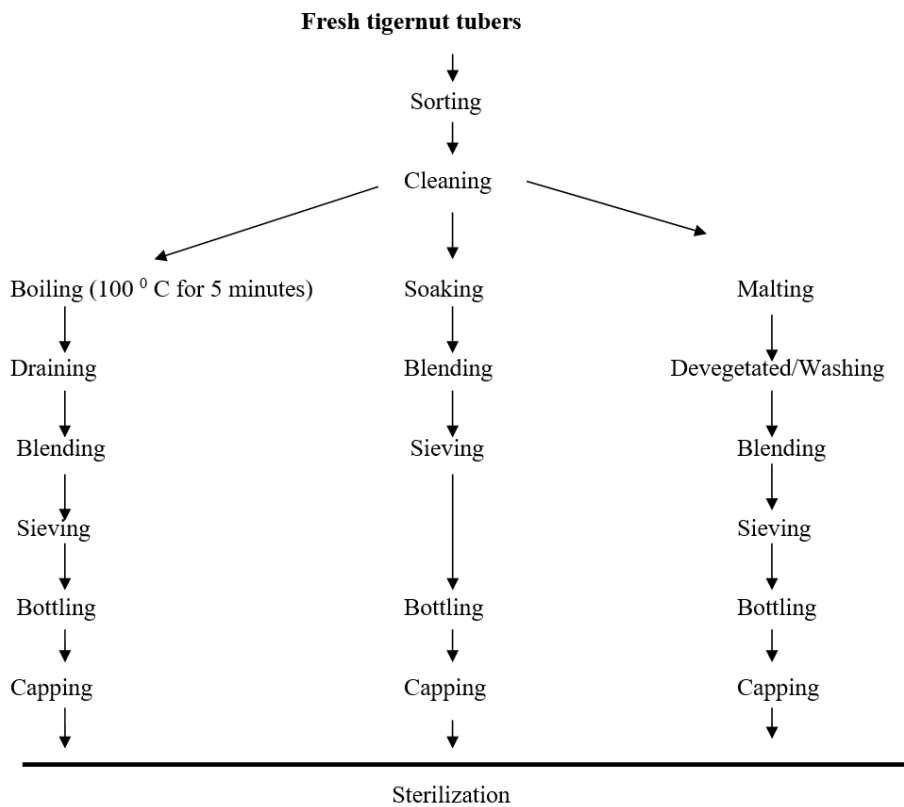 Fresh tigernut tubers
Sorting
Cleaning
Boiling (100 ⁰ C for 5 minutes)
Soaking
Malting
Draining
Blending
Devegetated/Washing
Blending
Sieving
Blending
Sieving
Sieving
Bottling
Bottling
Bottling
Capping
Capping
Capping
Sterilization